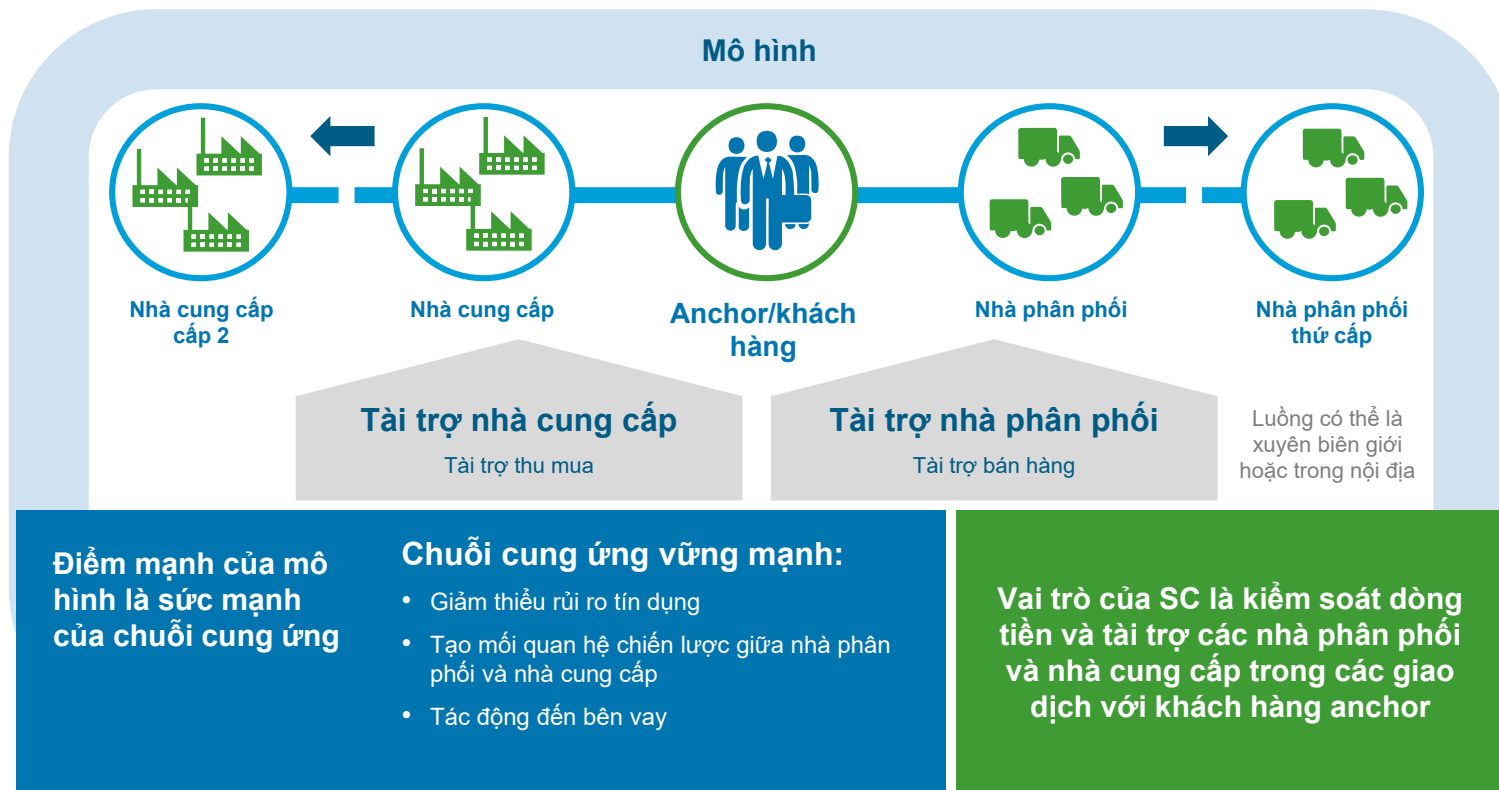 Mô hình
Nhà cung cấp
cấp 2
Nhà cung cấp
Anchor/khách
hàng
Nhà phân phối
Nhà phân phối
thứ cấp
Tài trợ nhà cung cấp
Tài trợ thu mua
Tài trợ nhà phân phối
Tài trợ bán hàng
Luồng có thể là
xuyên biên giới
hoặc trong nội địa
Điểm mạnh của mô
hình là sức mạnh
của chuỗi cung ứng
Chuỗi cung ứng vững mạnh:
• Giảm thiểu rủi ro tín dụng
• Tạo mối quan hệ chiến lược giữa nhà phân
phối và nhà cung cấp
• Tác động đến bên vay
Vai trò của SC là kiểm soát dòng
tiền và tài trợ các nhà phân phối
và nhà cung cấp trong các giao
dịch với khách hàng anchor